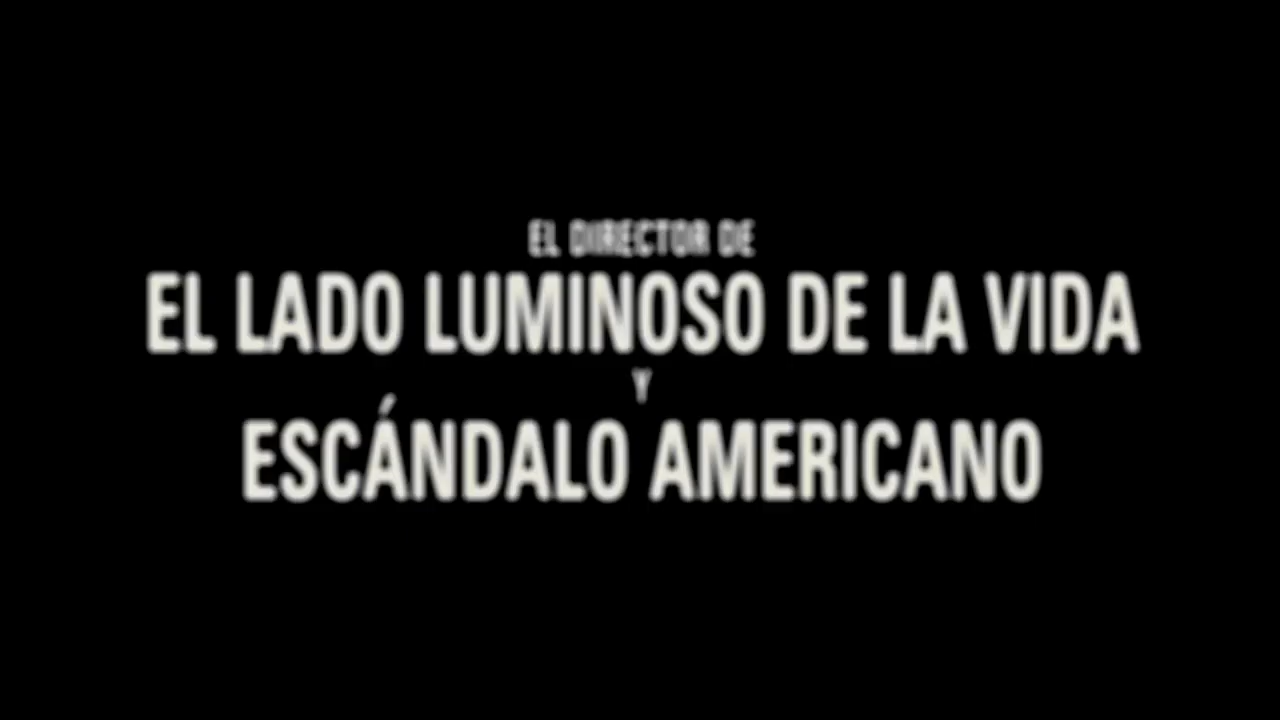 EL DIRECTOR DE
EL LADO LUMINOSO DE LA VIDA
Y
ESCÁNDALO AMERICANO